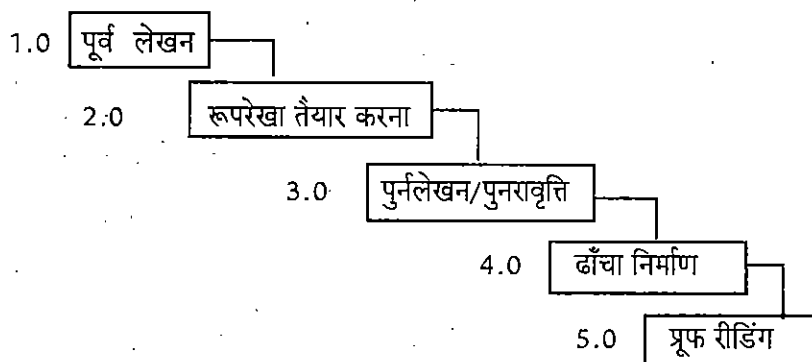 1.0 पूर्व लेखन
2.0 रूपरेखा तैयार करना
3.0 पुर्नलेखन/पुनरावृत्ति
4.0 ढाँचा निर्माण
5.0 प्रूफ रीडिंग